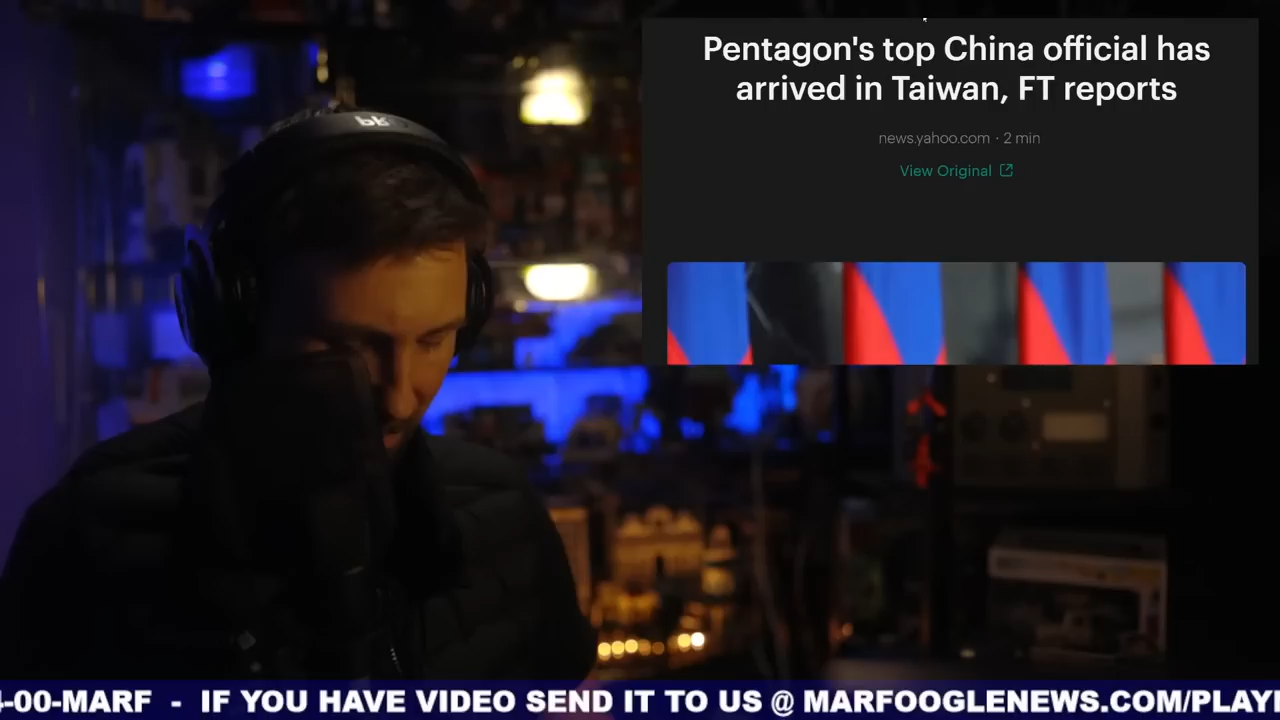 Pentagon's top China official has
arrived in Taiwan, FT reports
news.yahoo.com · 2 min
View Original
-00-MARF - IF YOU HAVE VIDEO SEND IT TO US @ MARFOOGLENEWS.COM/PLAY